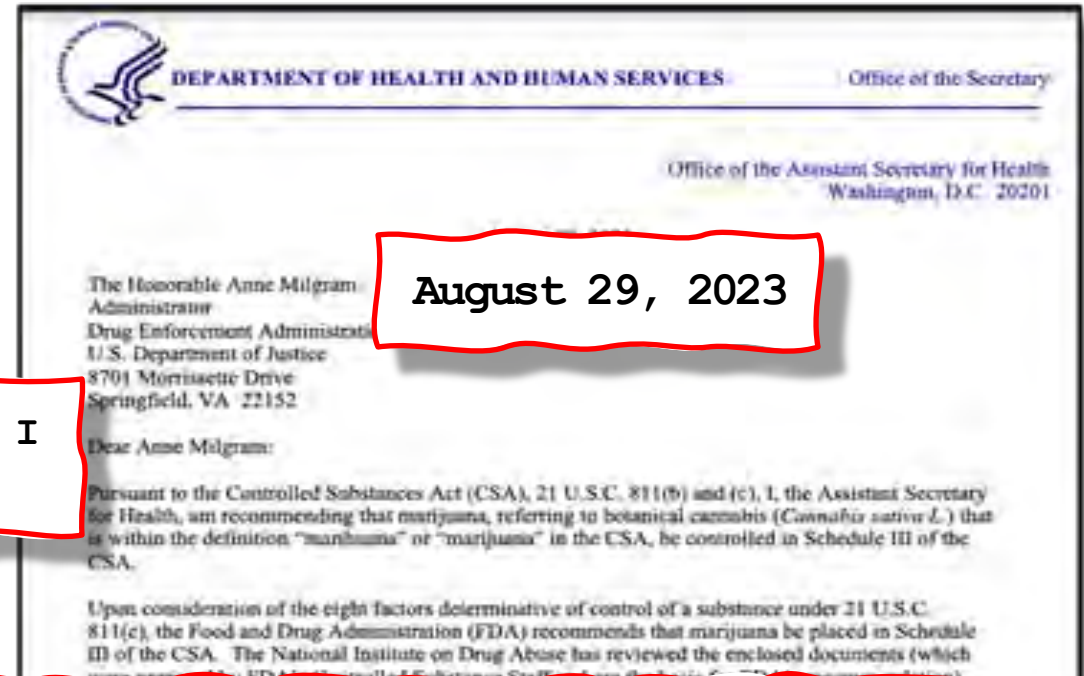 DEPARTMENT OF HEALTH AND HUMAN SERVICES Office of the Secretary
Office of the Assistant Secretary for Health
Washington, D.C. 20201
August 29, 2023
The Honorable Anne Milgram
Administrator
Drug Enforcement
U.S. Department of Justice
8701 Morrissette Drive
Springfield, VA 22152
I
Dear Anne Milgram:
Pursuant to the Controlled Substances Act (CSA), 21 U.S.C. 811(b) and (c), I, the Assistant Secretary
for Health, am recommending that marijuana, referring to botanical cannabis (Cannabis sativa L.) that
is within the definition "marihuana" or "marijuana" in the CSA, be controlled in Schedule III of the
CSA.
Upon consideration of the eight factors determinative of control of a substance under 21 U.S.C.
811(c), the Food and Drug Administration (FDA) recommends that marijuana be placed in Schedule
III of the CSA. The National Institute on Drug Abuse has reviewed the enclosed documents (which